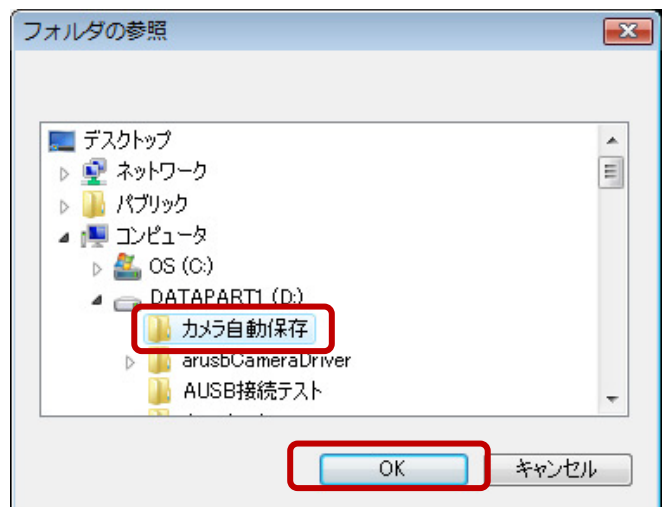 フォルダの参照
デスクトップ
ネットワーク
パブリック
コンピュータ
OS (C:)
DATAPART1 (D:)
カメラ自動保存
arusbCameraDriver
AUSB接続テスト
OK
キャンセル